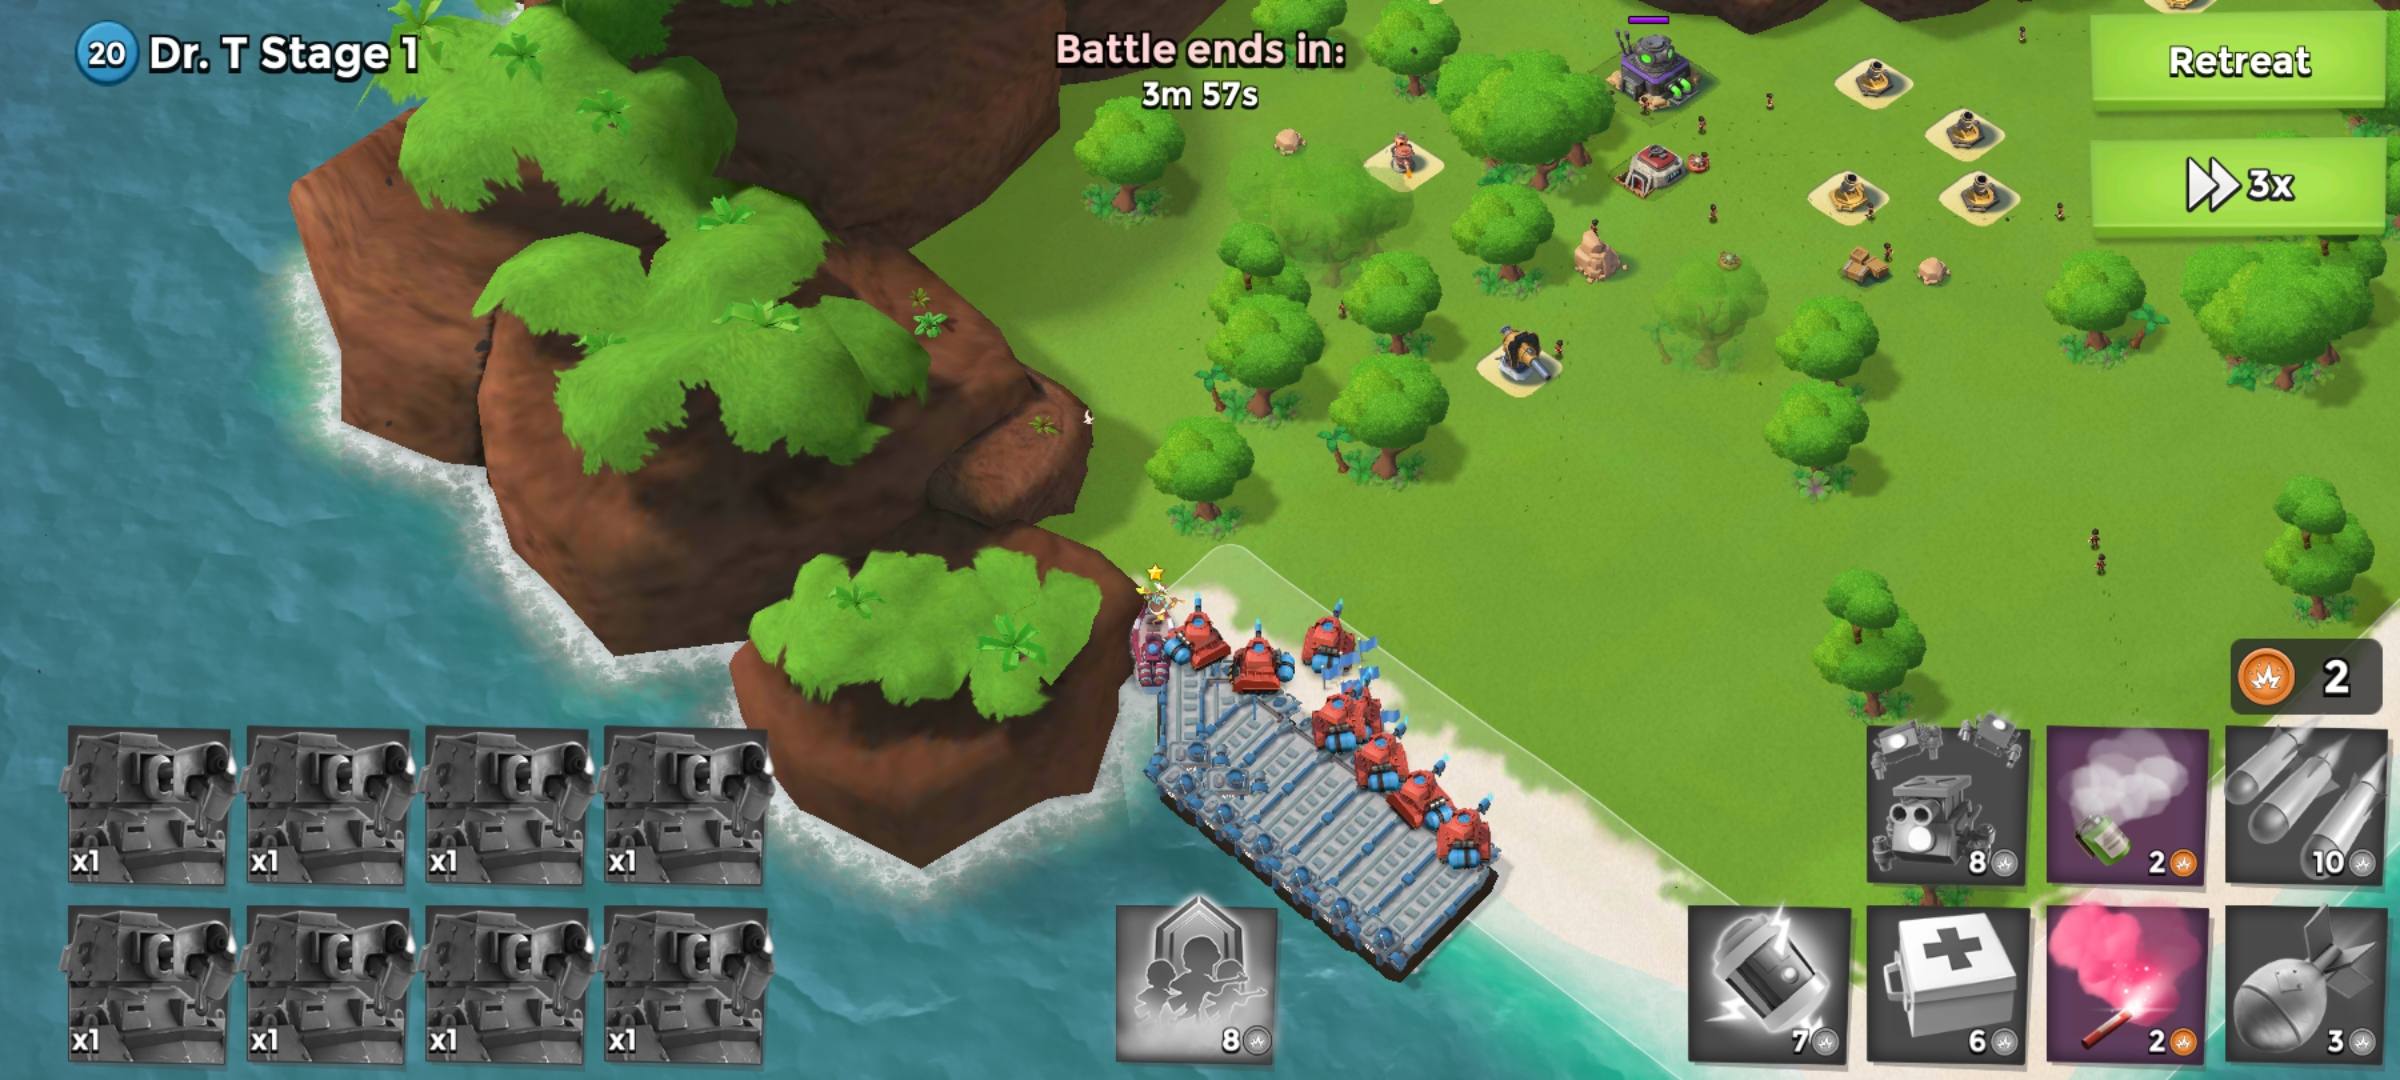 20 Dr. T Stage 1
Battle ends in:
3m 57s
Retreat
3x
2
x1 x1 x1 x1
8 2 10
x1 x1 x1 x1
8 7 6 2 3